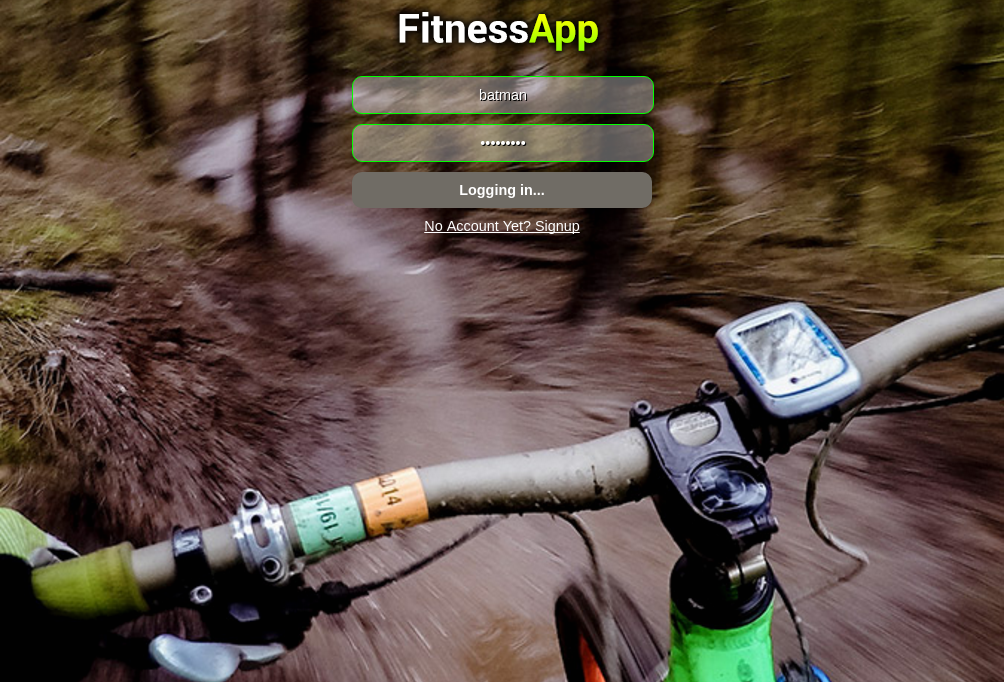 FitnessApp
batman
•••••••••
Logging in...
No Account Yet? Signup